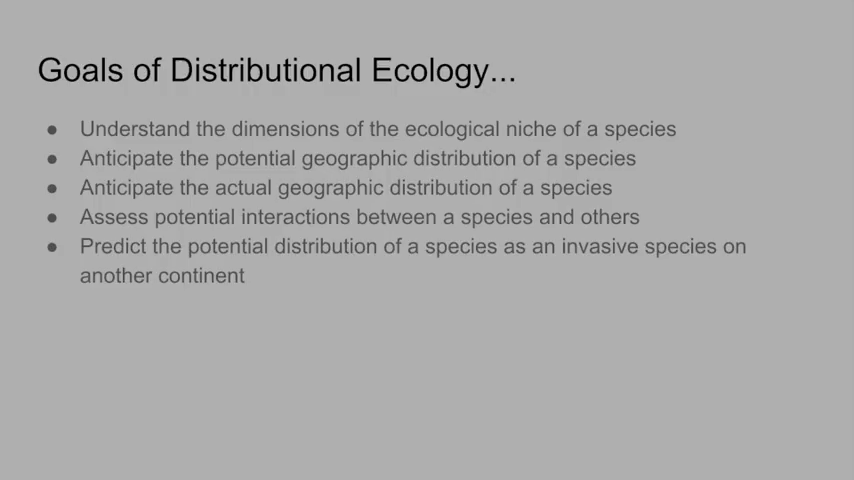 Goals of Distributional Ecology...
● Understand the dimensions of the ecological niche of a species
● Anticipate the potential geographic distribution of a species
● Anticipate the actual geographic distribution of a species
● Assess potential interactions between a species and others
● Predict the potential distribution of a species as an invasive species on
another continent